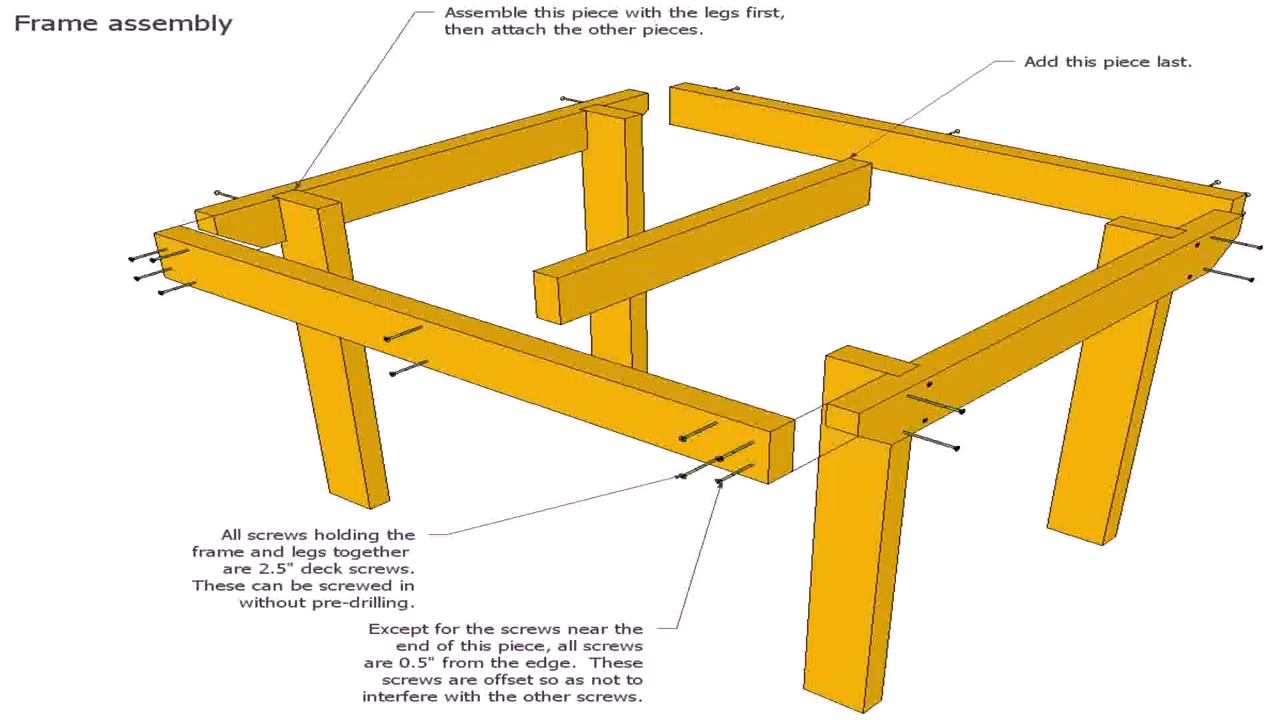 Frame assembly
Assemble this piece with the legs first,
then attach the other pieces.
Add this piece last.
All screws holding the
frame and legs together
are 2.5" deck screws.
These can be screwed in
without pre-drilling.
Except for the screws near the
end of this piece, all screws
are 0.5" from the edge.  These
screws are offset so as not to
interfere with the other screws.